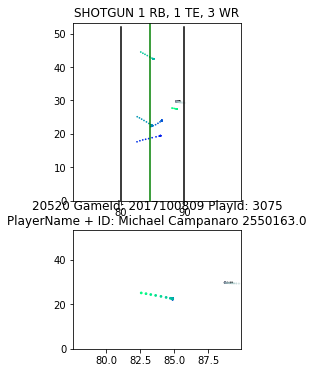 SHOTGUN 1 RB, 1 TE, 3 WR
50
40
30
20
10
0
80
90
20520 GameId: 2017100809 PlayId: 3075
PlayerName + ID: Michael Campanaro 2550163.0
40
20
0
80.0 82.5 85.0 87.5